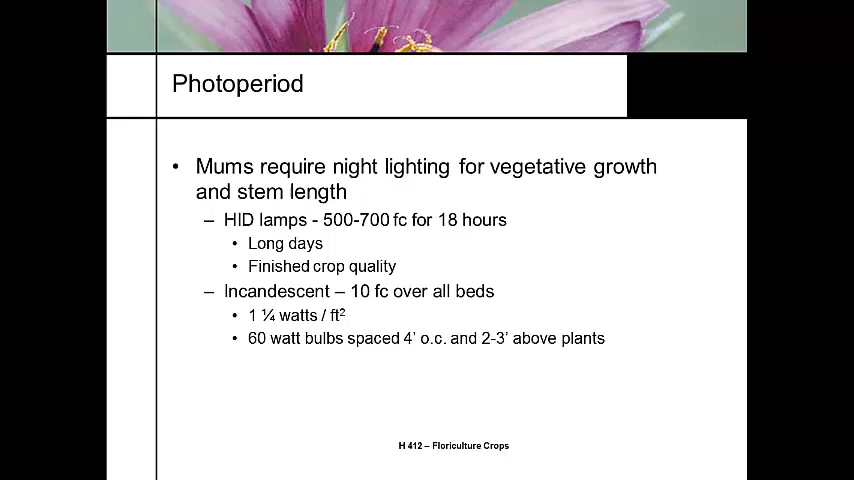 Photoperiod
• Mums require night lighting for vegetative growth
and stem length
– HID lamps - 500-700 fc for 18 hours
• Long days
• Finished crop quality
– Incandescent – 10 fc over all beds
• 1 ¼ watts / ft²
• 60 watt bulbs spaced 4’ o.c. and 2-3’ above plants
H 412 – Floriculture Crops